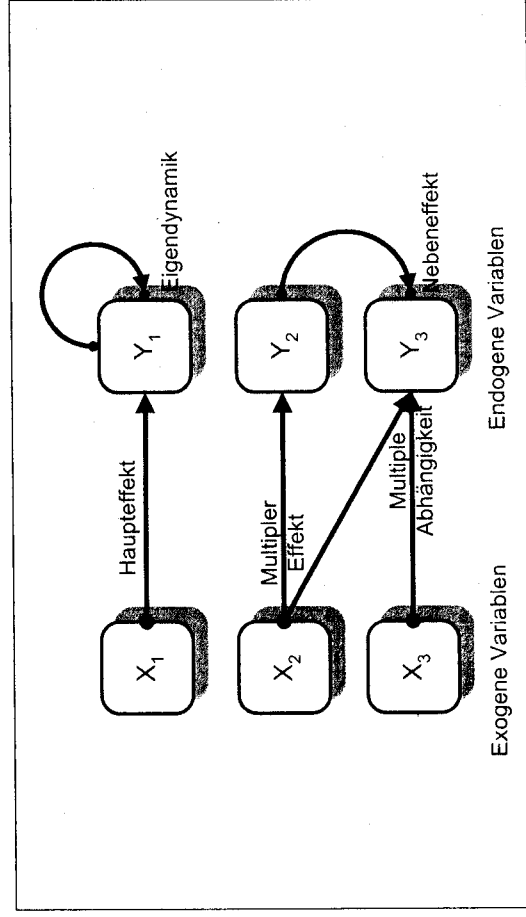 X1
Haupteffekt
Y1
Eigendynamik
X2
Multipler
Effekt
Y2
X3
Multiple
Abhängigkeit
Y3
Nebeneffekt
Exogene Variablen
Endogene Variablen